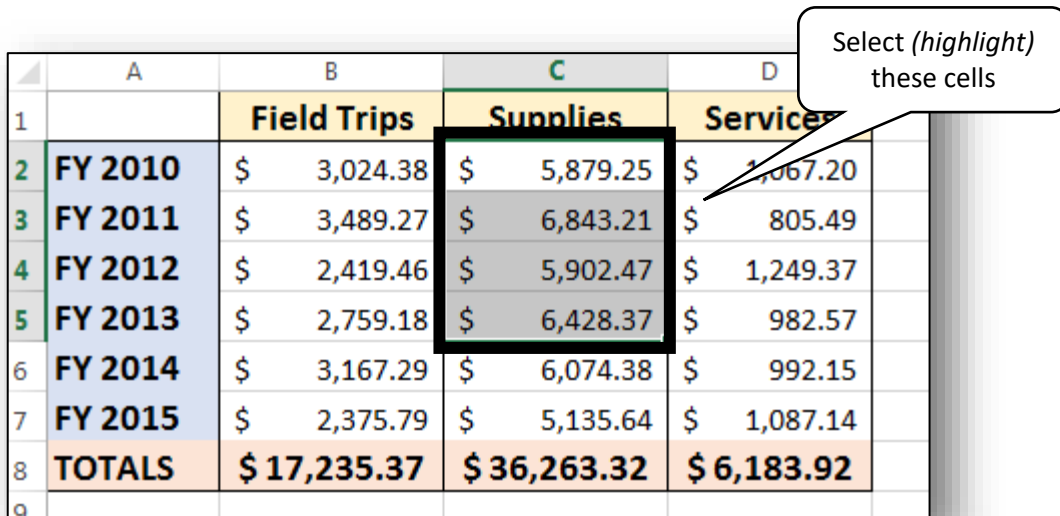 Select (highlight)
these cells
A B C D
1 Field Trips Supplies Services
2 FY 2010 $ 3,024.38 $ 5,879.25 $ 1,067.20
3 FY 2011 $ 3,489.27 $ 6,843.21 $ 805.49
4 FY 2012 $ 2,419.46 $ 5,902.47 $ 1,249.37
5 FY 2013 $ 2,759.18 $ 6,428.37 $ 982.57
6 FY 2014 $ 3,167.29 $ 6,074.38 $ 992.15
7 FY 2015 $ 2,375.79 $ 5,135.64 $ 1,087.14
8 TOTALS $ 17,235.37 $ 36,263.32 $ 6,183.92
9